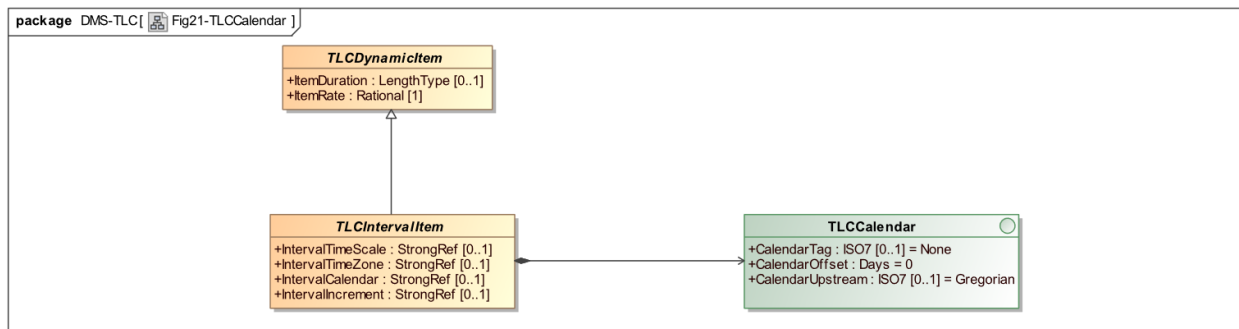 package DMS-TLC [ Fig21-TLCCalendar ]
TLCDynamicItem
+ItemDuration : LengthType [0..1]
+ItemRate : Rational [1]
TLCIntervalItem
+IntervalTimeScale : StrongRef [0..1]
+IntervalTimeZone : StrongRef [0..1]
+IntervalCalendar : StrongRef [0..1]
+IntervalIncrement : StrongRef [0..1]
TLCCalendar
+CalendarTag : ISO7 [0..1] = None
+CalendarOffset : Days = 0
+CalendarUpstream : ISO7 [0..1] = Gregorian